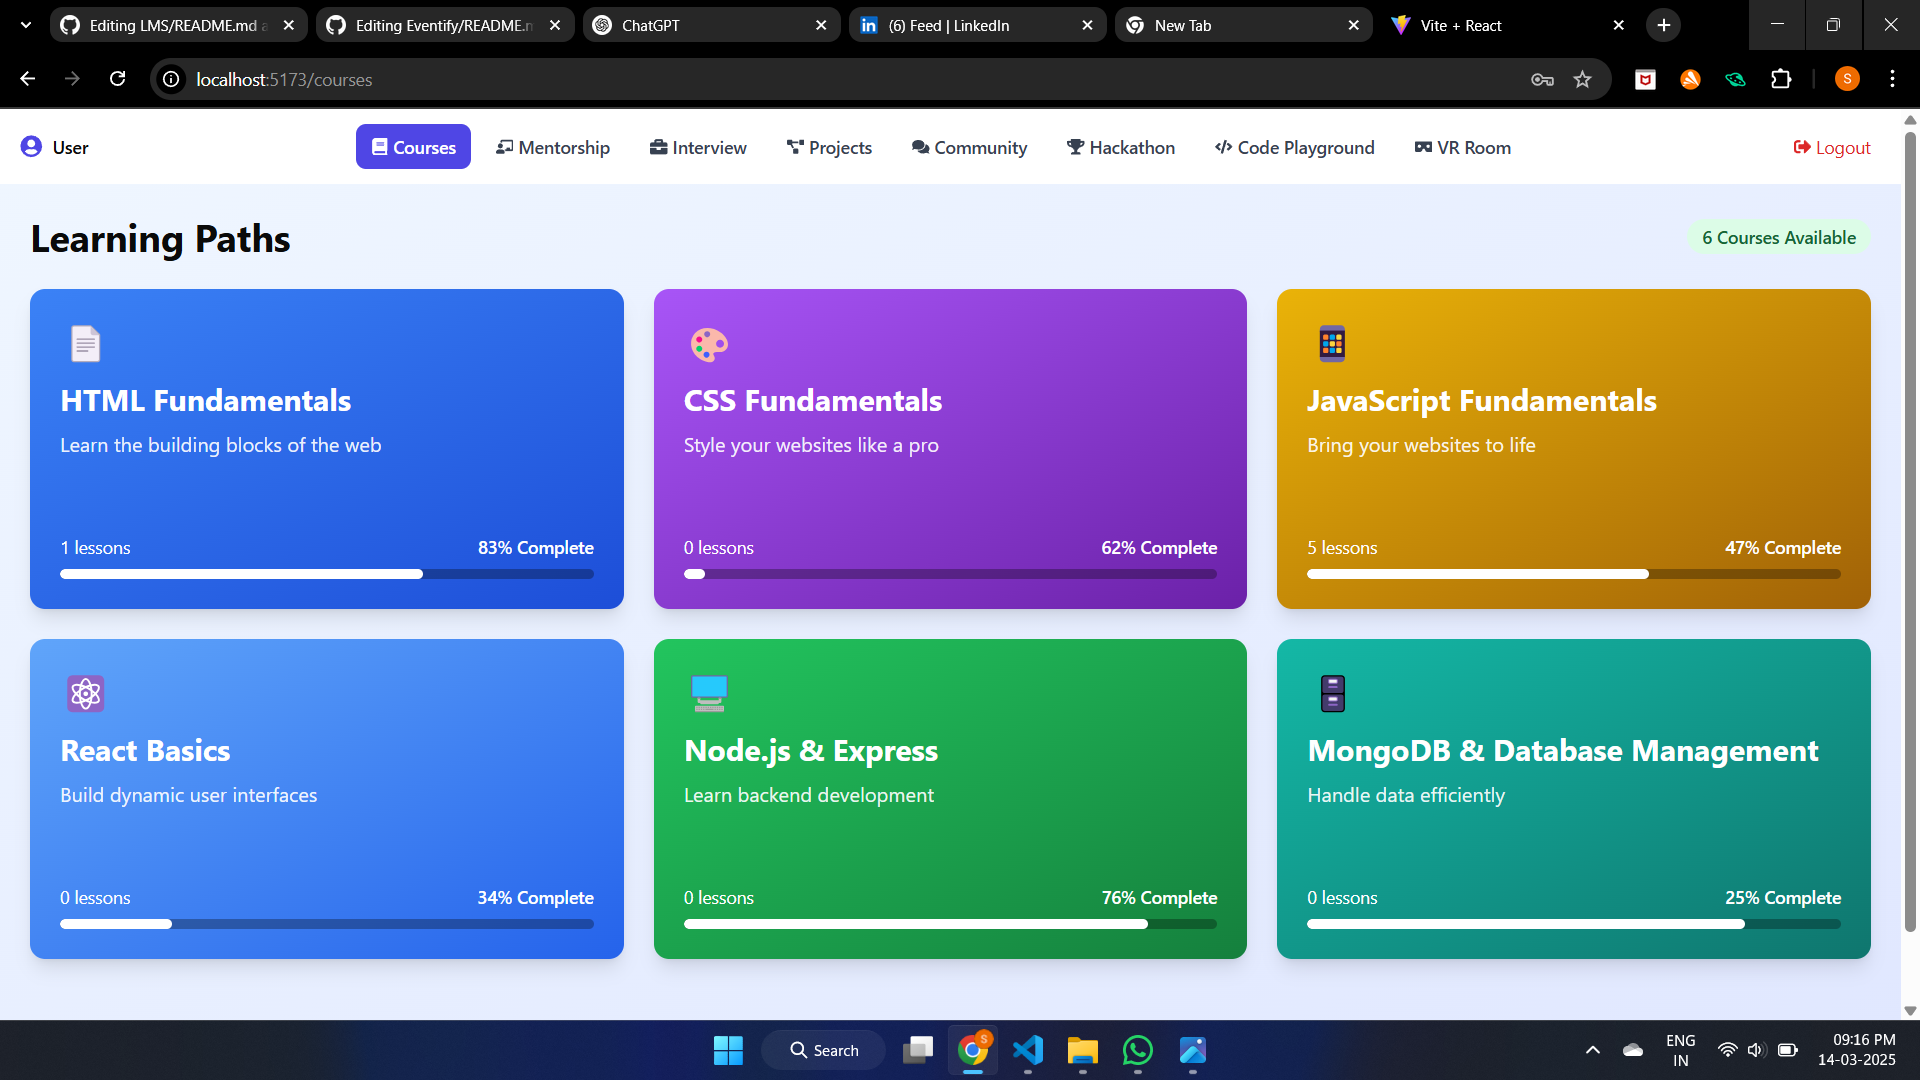 Editing LMS/README.md a
Editing Eventify/README.m
ChatGPT
(6) Feed | LinkedIn
New Tab
Vite + React
localhost:5173/courses
S
User
Courses
Mentorship
Interview
Projects
Community
Hackathon
Code Playground
VR Room
Logout
Learning Paths
6 Courses Available
HTML Fundamentals
Learn the building blocks of the web
1 lessons
83% Complete
CSS Fundamentals
Style your websites like a pro
0 lessons
62% Complete
JavaScript Fundamentals
Bring your websites to life
5 lessons
47% Complete
React Basics
Build dynamic user interfaces
0 lessons
34% Complete
Node.js & Express
Learn backend development
0 lessons
76% Complete
MongoDB & Database Management
Handle data efficiently
0 lessons
25% Complete
Search
S
ENG
IN
09:16 PM
14-03-2025